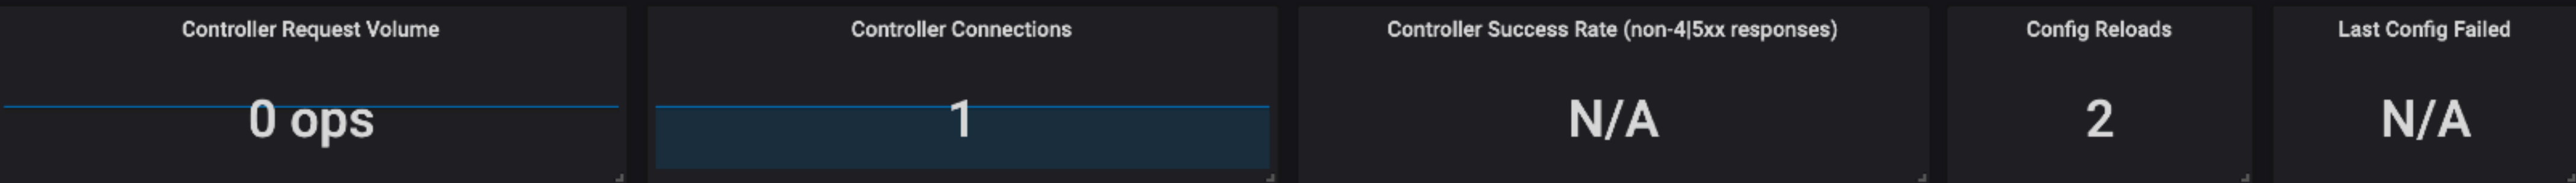 Controller Request Volume
0 ops
Controller Connections
1
Controller Success Rate (non-4|5xx responses)
N/A
Config Reloads
2
Last Config Failed
N/A